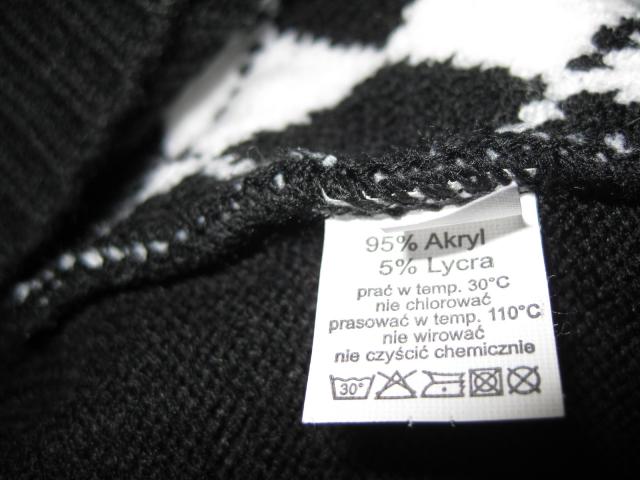 95% Akryl
5% Lycra
prać w temp. 30°C
nie chlorować
prasować w temp. 110°C
nie wirować
nie czyścić chemicznie
30°